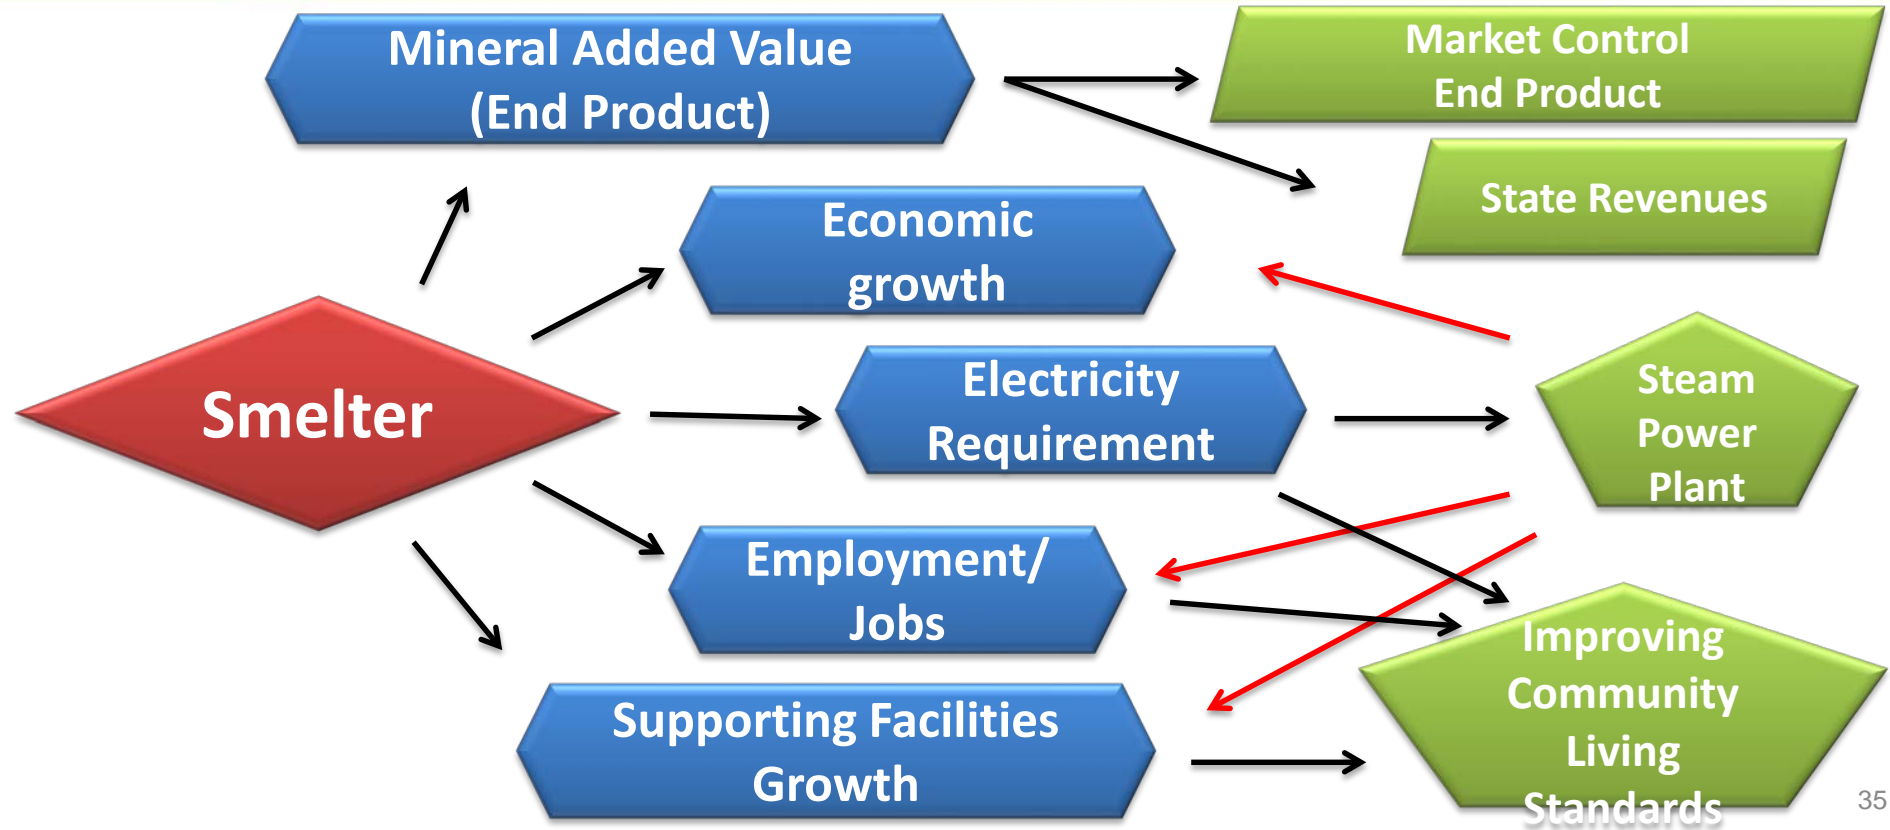 Mineral Added Value
(End Product)
Market Control
End Product
State Revenues
Economic
growth
Smelter
Electricity
Requirement
Steam
Power
Plant
Employment/
Jobs
Improving
Community
Living
Standards
Supporting Facilities
Growth
35